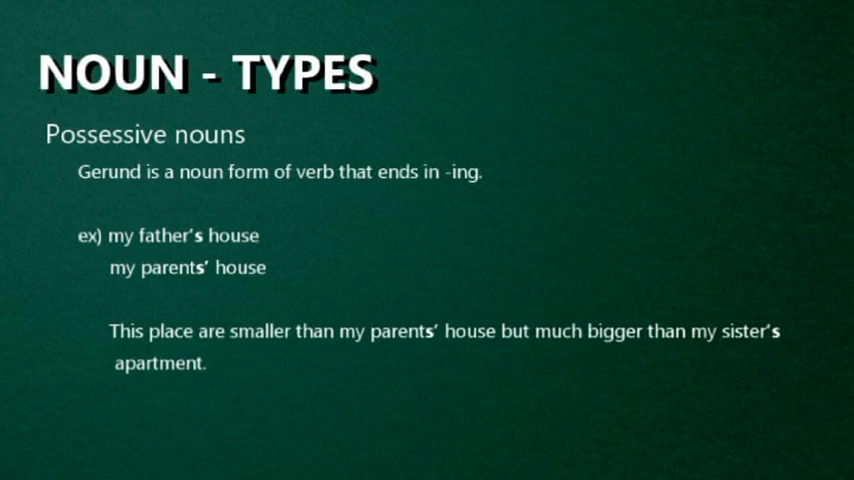 NOUN - TYPES
Possessive nouns
Gerund is a noun form of verb that ends in -ing.
ex) my father’s house
my parents’ house
This place are smaller than my parents’ house but much bigger than my sister‘s
apartment.